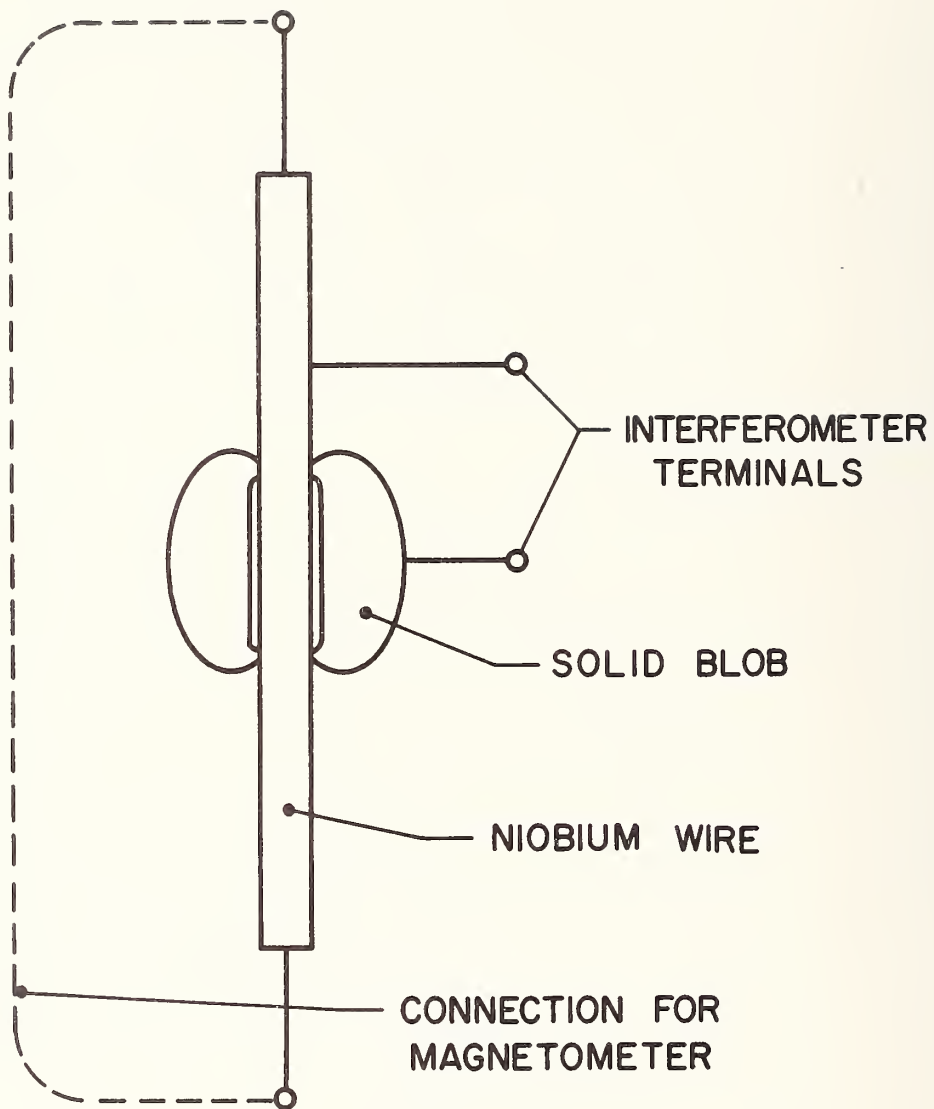 INTERFEROMETER
TERMINALS
SOLID BLOB
NIOBIUM WIRE
CONNECTION FOR
MAGNETOMETER